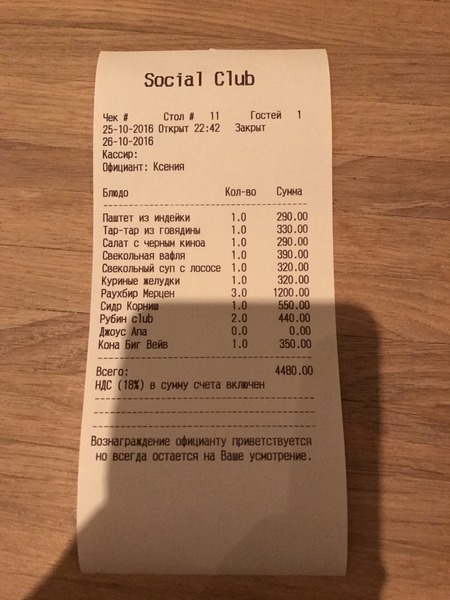 Social Club
Чек # Стол # 11 Гостей 1
25-10-2016 Открыт 22:42 Закрыт
26-10-2016
Кассир:
Официант: Ксения
Блюдо Кол-во Сумма
Паштет из индейки 1.0 290.00
Тар-тар из говядины 1.0 330.00
Салат с черным киноа 1.0 290.00
Свекольная вафля 1.0 390.00
Свекольный суп с лососе 1.0 320.00
Куриные желудки 1.0 320.00
Раухбир Мерцен 3.0 1200.00
Сидр Корниш 1.0 550.00
Рубин club 2.0 440.00
Джоус Апа 0.0 0.00
Кона Биг Вейв 1.0 350.00
Всего: 4480.00
НДС (18%) в сумму счета включен
Вознаграждение официанту приветствуется
но всегда остается на Ваше усмотрение.